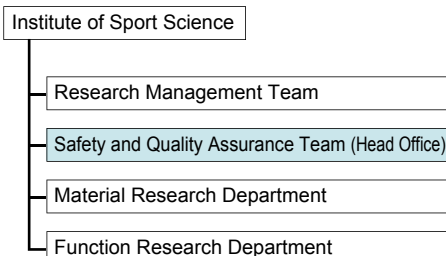 Institute of Sport Science
Research Management Team
Safety and Quality Assurance Team (Head Office)
Material Research Department
Function Research Department